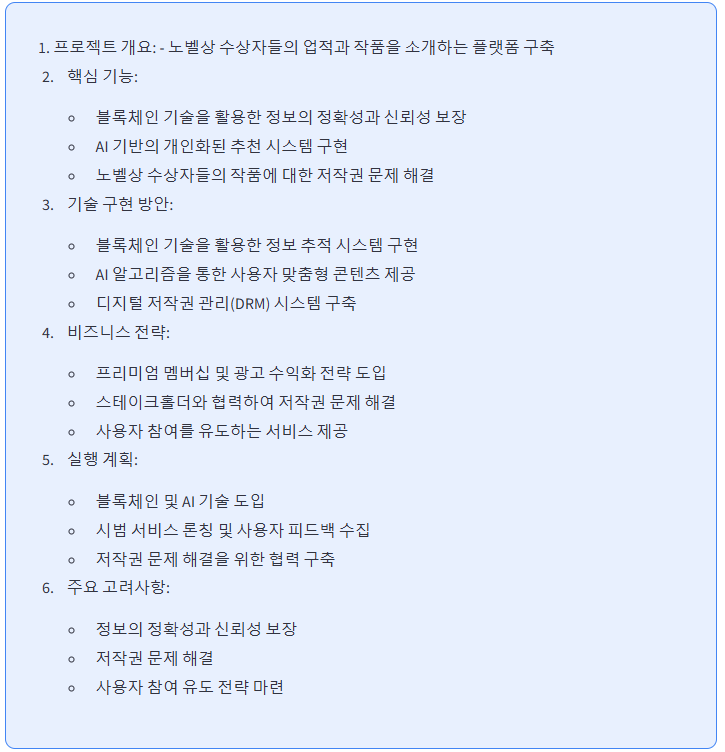 1. 프로젝트 개요: - 노벨상 수상자들의 업적과 작품을 소개하는 플랫폼 구축
2. 핵심 기능:
◦ 블록체인 기술을 활용한 정보의 정확성과 신뢰성 보장
◦ AI 기반의 개인화된 추천 시스템 구현
◦ 노벨상 수상자들의 작품에 대한 저작권 문제 해결
3. 기술 구현 방안:
◦ 블록체인 기술을 활용한 정보 추적 시스템 구현
◦ AI 알고리즘을 통한 사용자 맞춤형 콘텐츠 제공
◦ 디지털 저작권 관리(DRM) 시스템 구축
4. 비즈니스 전략:
◦ 프리미엄 멤버십 및 광고 수익화 전략 도입
◦ 스테이크홀더와 협력하여 저작권 문제 해결
◦ 사용자 참여를 유도하는 서비스 제공
5. 실행 계획:
◦ 블록체인 및 AI 기술 도입
◦ 시범 서비스 론칭 및 사용자 피드백 수집
◦ 저작권 문제 해결을 위한 협력 구축
6. 주요 고려사항:
◦ 정보의 정확성과 신뢰성 보장
◦ 저작권 문제 해결
◦ 사용자 참여 유도 전략 마련